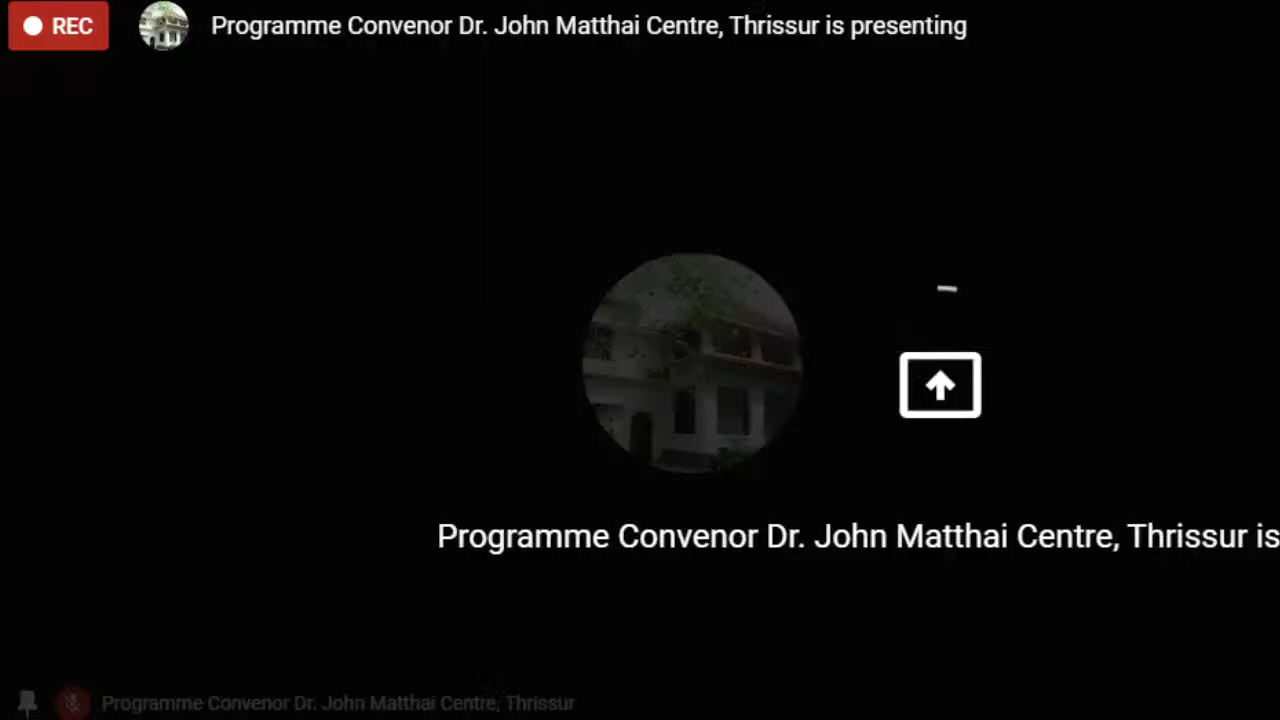 REC
Programme Convenor Dr. John Matthai Centre, Thrissur is presenting
Programme Convenor Dr. John Matthai Centre, Thrissur is
Programme Convenor Dr. John Matthai Centre, Thrissur